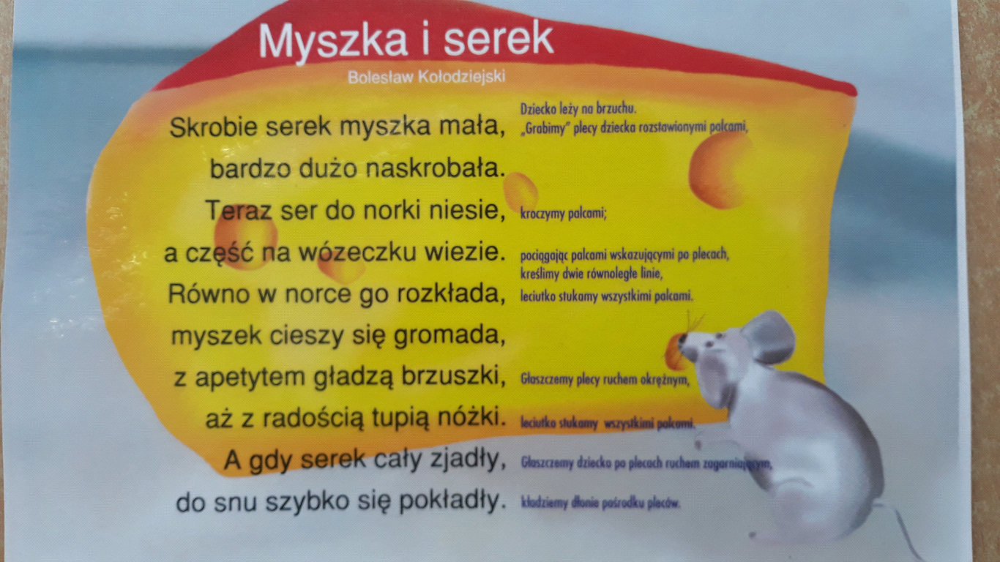 Myszka i serek
Bolesław Kołodziejski
Dziecko leży na brzuchu.
Skrobie serek myszka mała, „Grabimy” plecy dziecka rozstawionymi palcami,
bardzo dużo naskrobała.
Teraz ser do norki niesie, kroczymy palcami;
a część na wózeczku wiezie. pociągając palcami wskazującymi po plecach,
kreślimy dwie równoległe linie,
Równo w norce go rozkłada, leciutko stukamy wszystkimi palcami.
myszek cieszy się gromada,
z apetytem gładzą brzuszki, Głaszczemy plecy ruchem okrężnym,
aż z radością tupią nóżki. leciutko stukamy wszystkimi palcami.
A gdy serek cały zjadły, Głaszczemy dziecko po plecach ruchem zagarniającym,
do snu szybko się pokładły. kładziemy dłonie pośrodku pleców.